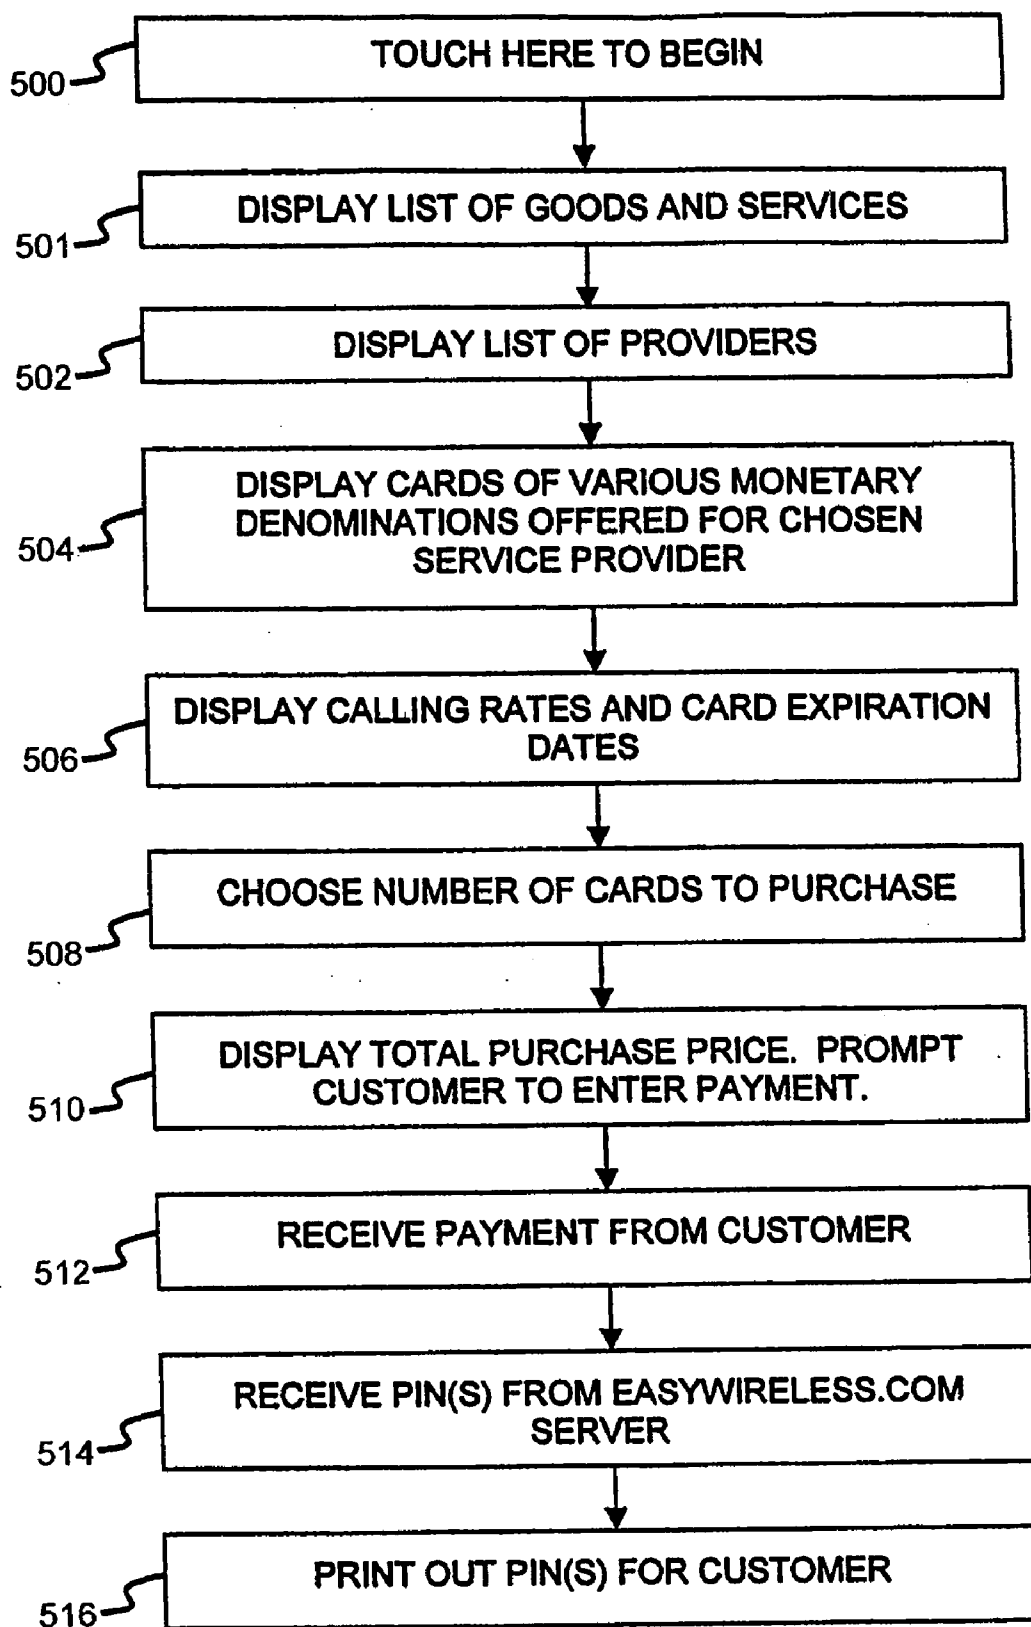 TOUCH HERE TO BEGIN
500
DISPLAY LIST OF GOODS AND SERVICES
501
DISPLAY LIST OF PROVIDERS
502
DISPLAY CARDS OF VARIOUS MONETARY
DENOMINATIONS OFFERED FOR CHOSEN
SERVICE PROVIDER
504
DISPLAY CALLING RATES AND CARD EXPIRATION
DATES
506
CHOOSE NUMBER OF CARDS TO PURCHASE
508
DISPLAY TOTAL PURCHASE PRICE. PROMPT
CUSTOMER TO ENTER PAYMENT.
510
RECEIVE PAYMENT FROM CUSTOMER
512
RECEIVE PIN(S) FROM EASYWIRELESS.COM
SERVER
514
PRINT OUT PIN(S) FOR CUSTOMER
516